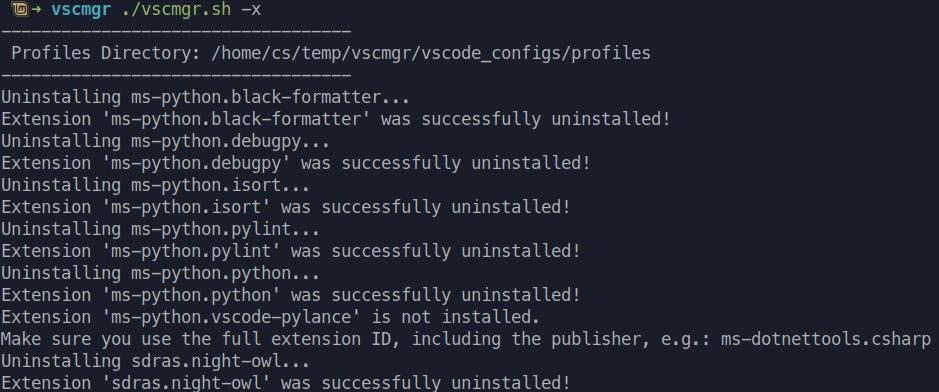 ➜ vscmgr ./vscmgr.sh -x
-----------------------------------
Profiles Directory: /home/cs/temp/vscmgr/vscode_configs/profiles
-----------------------------------
Uninstalling ms-python.black-formatter...
Extension 'ms-python.black-formatter' was successfully uninstalled!
Uninstalling ms-python.debugpy...
Extension 'ms-python.debugpy' was successfully uninstalled!
Uninstalling ms-python.isort...
Extension 'ms-python.isort' was successfully uninstalled!
Uninstalling ms-python.pylint...
Extension 'ms-python.pylint' was successfully uninstalled!
Uninstalling ms-python.python...
Extension 'ms-python.python' was successfully uninstalled!
Extension 'ms-python.vscode-pylance' is not installed.
Make sure you use the full extension ID, including the publisher, e.g.: ms-dotnettools.csharp
Uninstalling sdras.night-owl...
Extension 'sdras.night-owl' was successfully uninstalled!